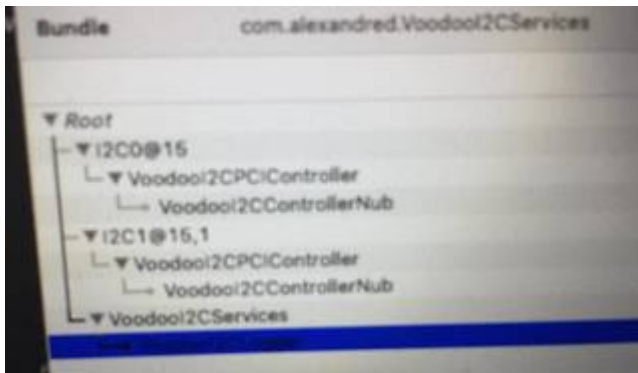 Bundle com.alexandred.VoodooI2CServices
Root
I2C0@15
VoodooI2CPCIController
VoodooI2CControllerNub
I2C1@15,1
VoodooI2CPCIController
VoodooI2CControllerNub
VoodooI2CServices